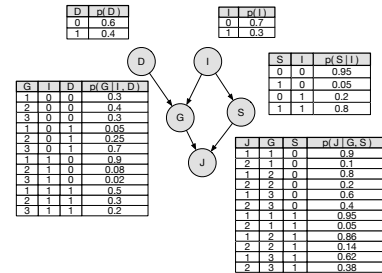 D p(D)
0 0.6
1 0.4
I p(I)
0 0.7
1 0.3
D
I
G
S
J
S I p(S|I)
0 0 0.95
1 0 0.05
0 1 0.2
1 1 0.8
G I D p(G|I,D)
1 0 0 0.3
2 0 0 0.4
3 0 0 0.3
1 0 1 0.05
2 0 1 0.25
3 0 1 0.7
1 1 0 0.9
2 1 0 0.08
3 1 0 0.02
1 1 1 0.5
2 1 1 0.3
3 1 1 0.2
J G S p(J|G,S)
1 1 0 0.9
2 1 0 0.1
1 2 0 0.8
2 2 0 0.2
1 3 0 0.6
2 3 0 0.4
1 1 1 0.95
2 1 1 0.05
1 2 1 0.86
2 2 1 0.14
1 3 1 0.62
2 3 1 0.38